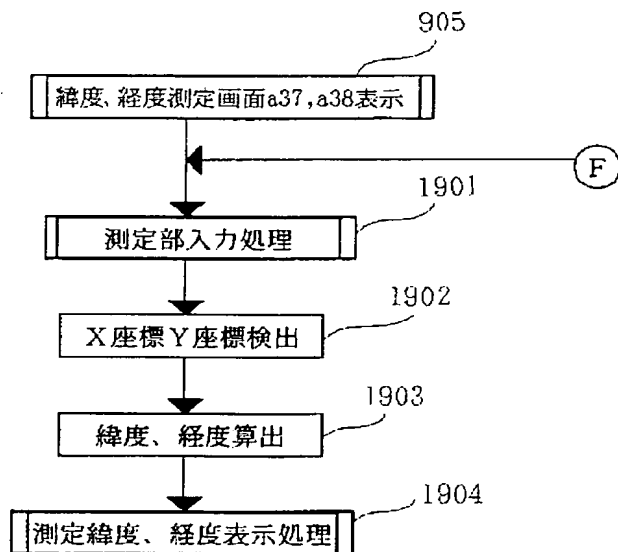 905
緯度、経度測定画面a37,a38表示
F
1901
測定部入力処理
1902
X座標Y座標検出
1903
緯度、経度算出
1904
測定緯度、経度表示処理